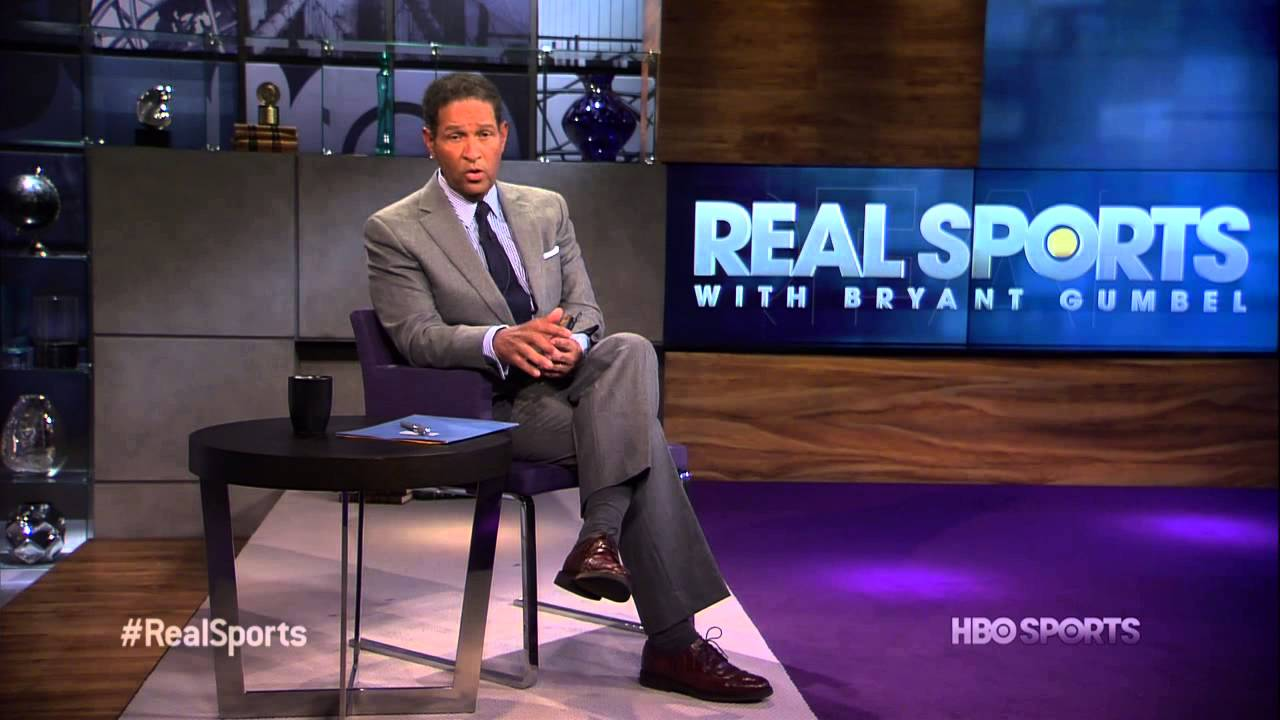 REAL SPORTS
WITH BRYANT GUMBEL
#RealSports
HBO SPORTS